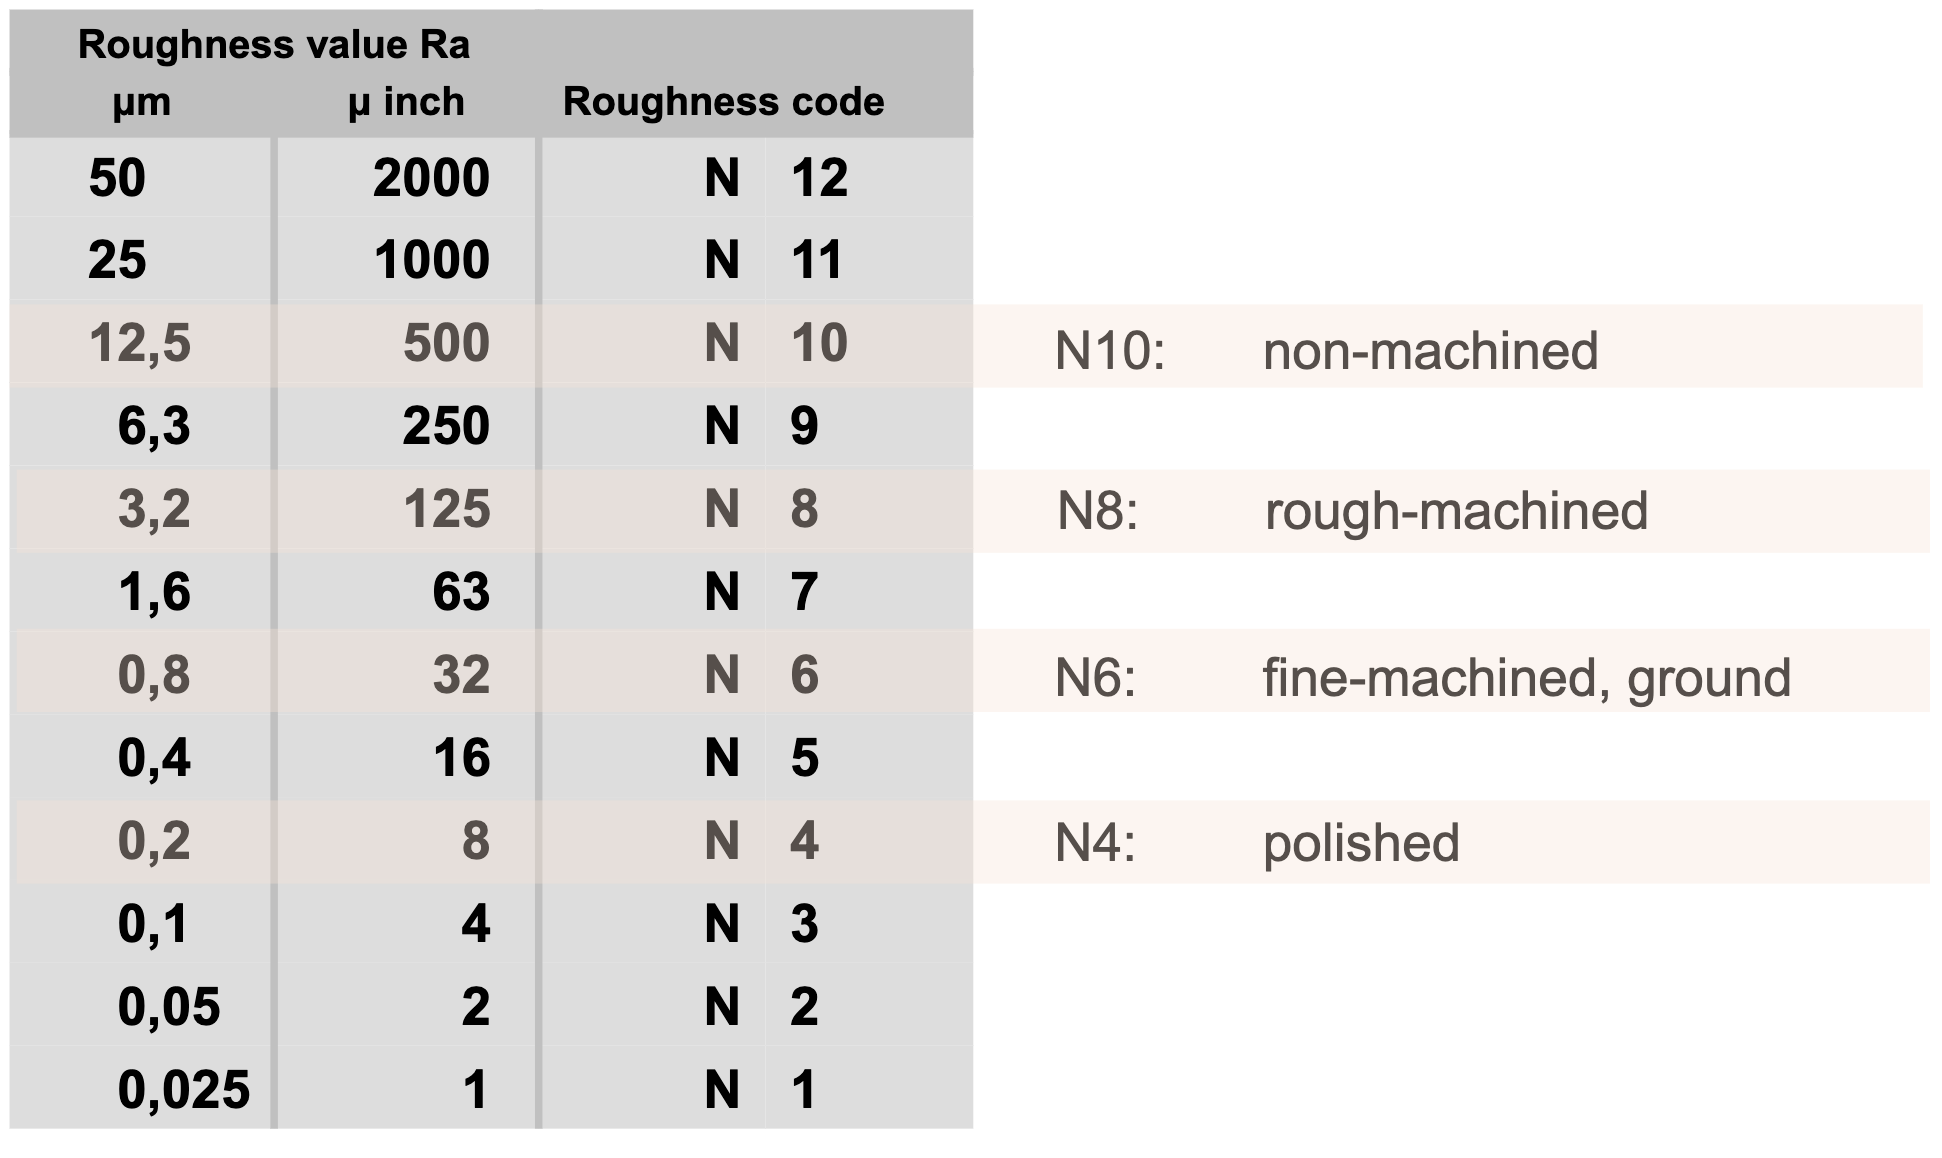 Roughness value Ra
µm µ inch Roughness code
50 2000 N 12
25 1000 N 11
12,5 500 N 10 N10: non-machined
6,3 250 N 9
3,2 125 N 8 N8: rough-machined
1,6 63 N 7
0,8 32 N 6 N6: fine-machined, ground
0,4 16 N 5
0,2 8 N 4 N4: polished
0,1 4 N 3
0,05 2 N 2
0,025 1 N 1